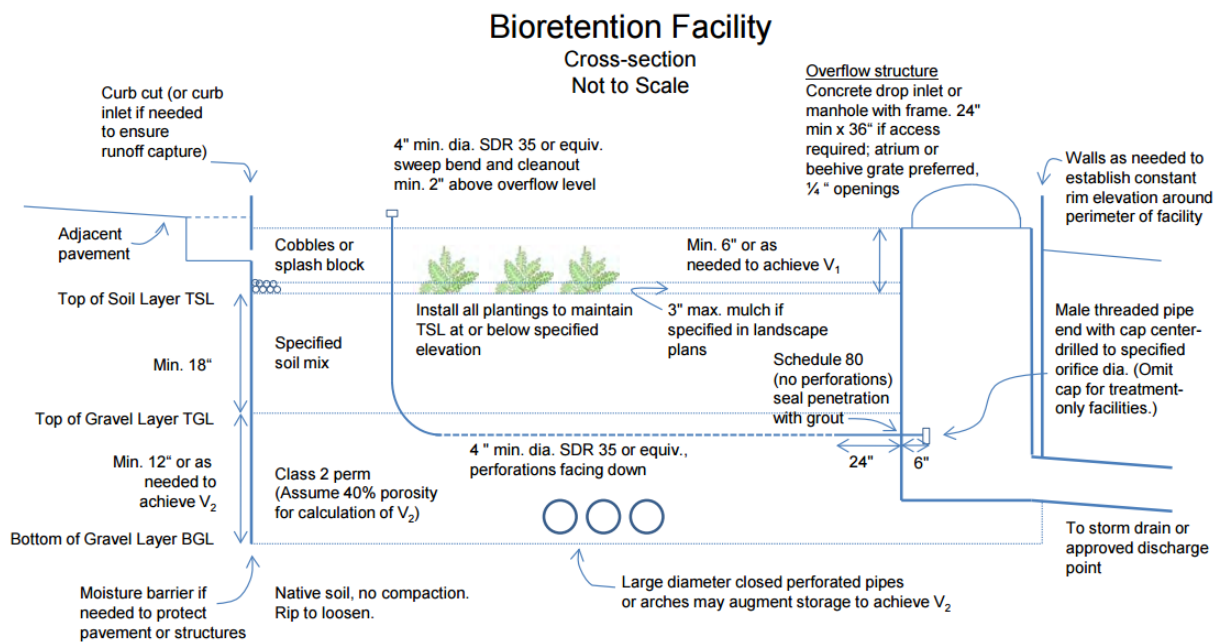 Bioretention Facility
Cross-section
Not to Scale
Curb cut (or curb
inlet if needed
to ensure
runoff capture)
4" min. dia. SDR 35 or equiv.
sweep bend and cleanout
min. 2" above overflow level
Overflow structure
Concrete drop inlet or
manhole with frame. 24"
min x 36“ if access
required; atrium or
beehive grate preferred,
¼ “ openings
Walls as needed to
establish constant
rim elevation around
perimeter of facility
Adjacent
pavement
Cobbles or
splash block
Min. 6" or as
needed to achieve V1
Top of Soil Layer TSL
Install all plantings to maintain
TSL at or below specified
elevation
3" max. mulch if
specified in landscape
plans
Male threaded pipe
end with cap center-
drilled to specified
orifice dia. (Omit
cap for treatment-
only facilities.)
Min. 18“
Specified
soil mix
Schedule 80
(no perforations)
seal penetration
with grout
Top of Gravel Layer TGL
4 " min. dia. SDR 35 or equiv.,
perforations facing down
24"
6"
Min. 12“ or as
needed to
achieve V2
Class 2 perm
(Assume 40% porosity
for calculation of V2)
Bottom of Gravel Layer BGL
To storm drain or
approved discharge
point
Moisture barrier if
needed to protect
pavement or structures
Native soil, no compaction.
Rip to loosen.
Large diameter closed perforated pipes
or arches may augment storage to achieve V2